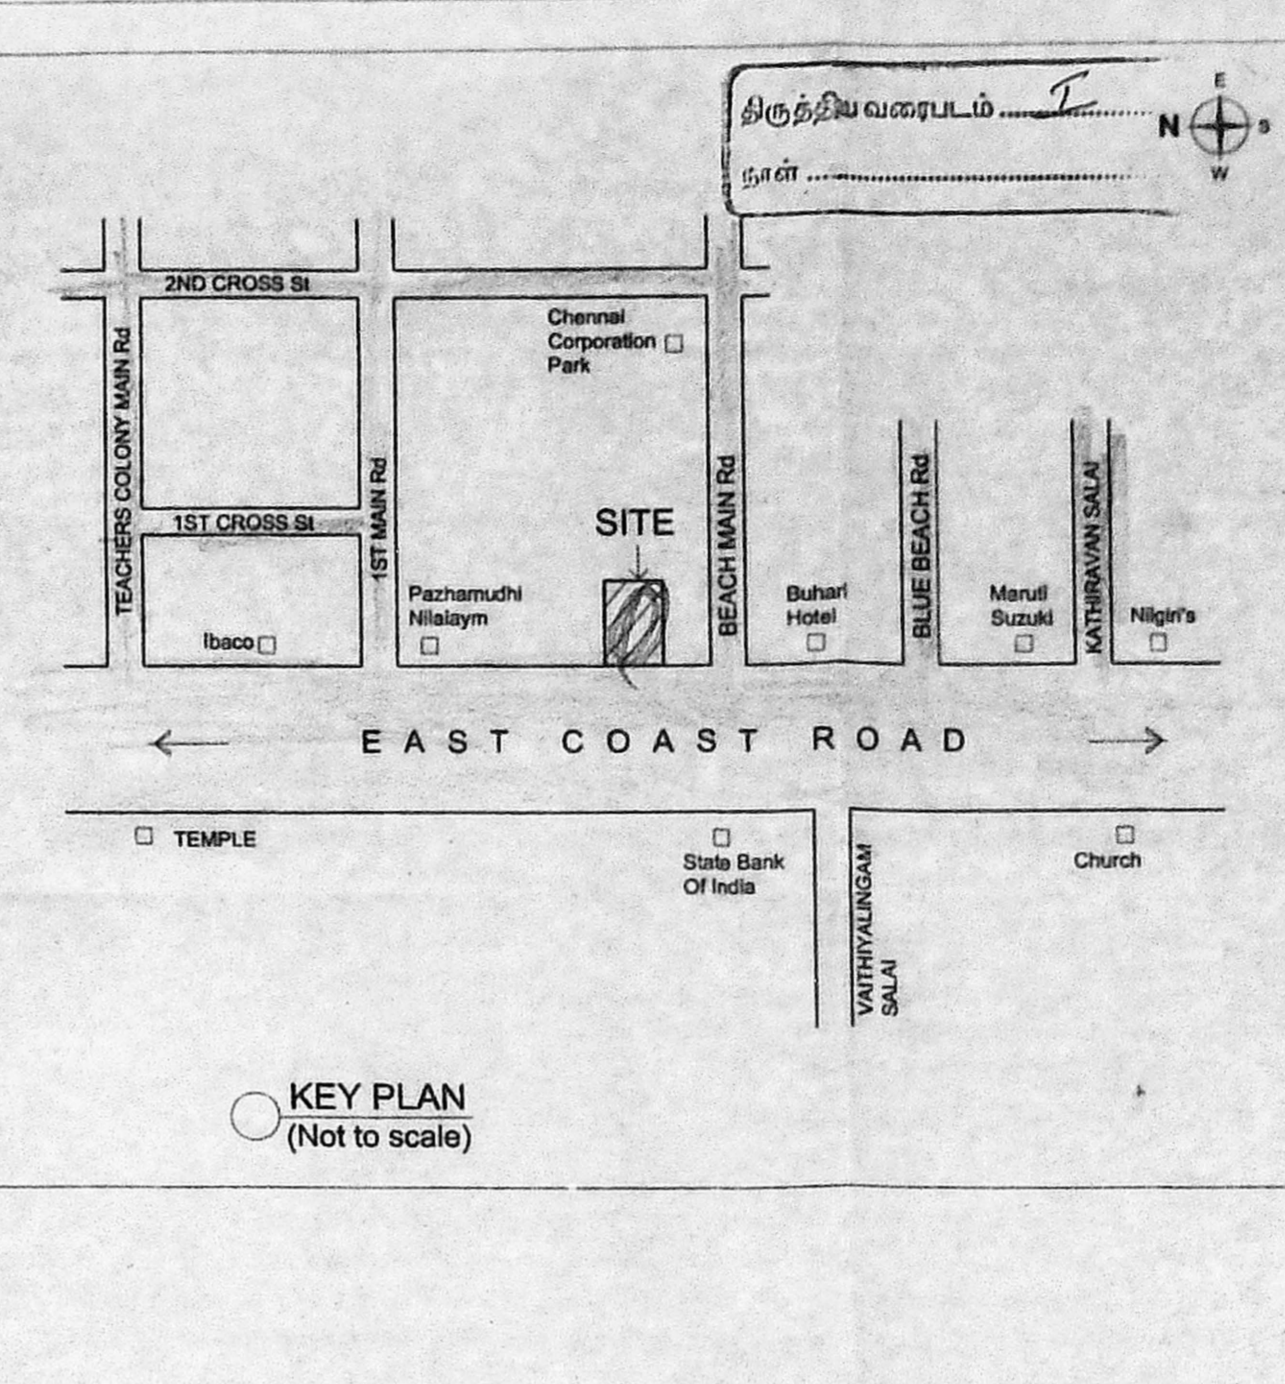 திருத்திய வரைபடம் ........ I ........
நாள் ........
E
N
S
W
2ND CROSS St
Chennai
Corporation
Park
TEACHERS COLONY MAIN Rd
1ST CROSS St
1ST MAIN Rd
SITE
BEACH MAIN Rd
BLUE BEACH Rd
KATHIRAVAN SALAI
Pazhamudhi
Nilalaym
Buhari
Hotel
Maruti
Suzuki
Nilgiri's
Ibaco
EAST COAST ROAD
TEMPLE
State Bank
Of India
Church
VAITHIYALINGAM
SALAI
KEY PLAN
(Not to scale)